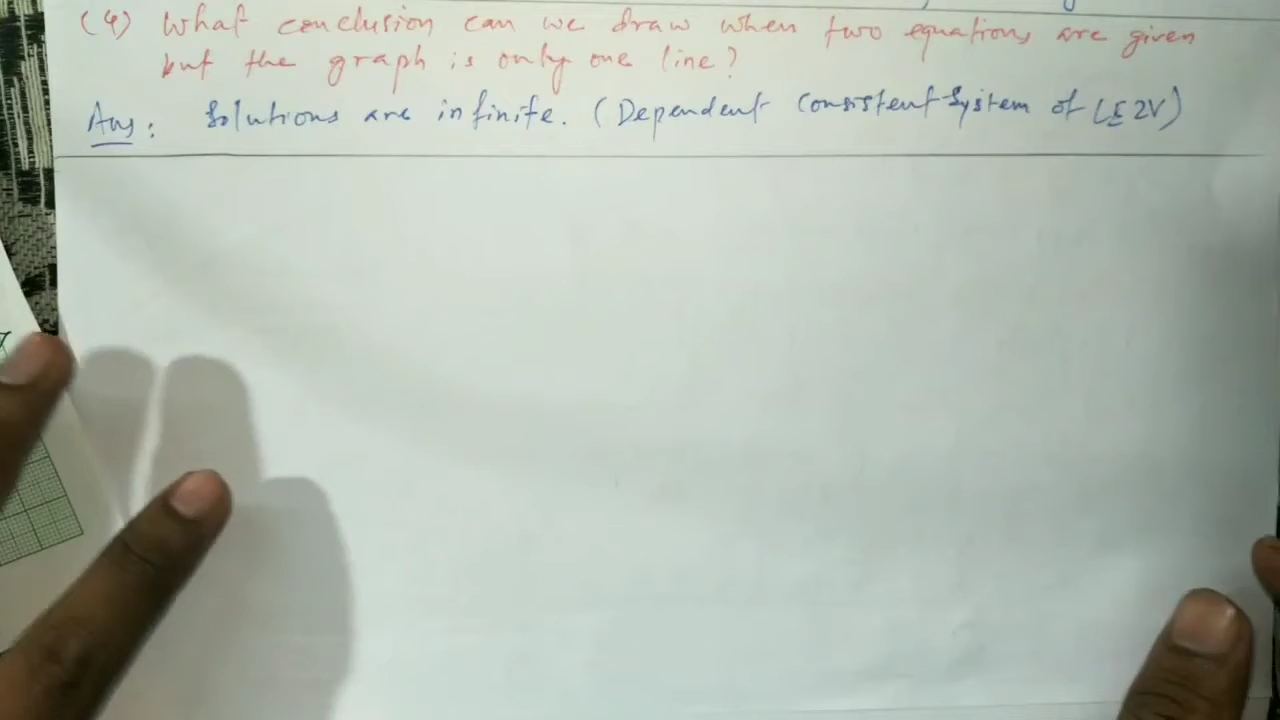 (4) What conclusion can we draw when two equations are given
but the graph is only one line?
Ans: Solutions are infinite. (Dependent Consistent System of LE2V)